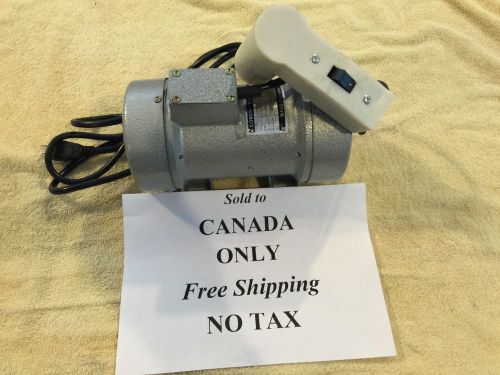 Sold to
CANADA
ONLY
Free Shipping
NO TAX